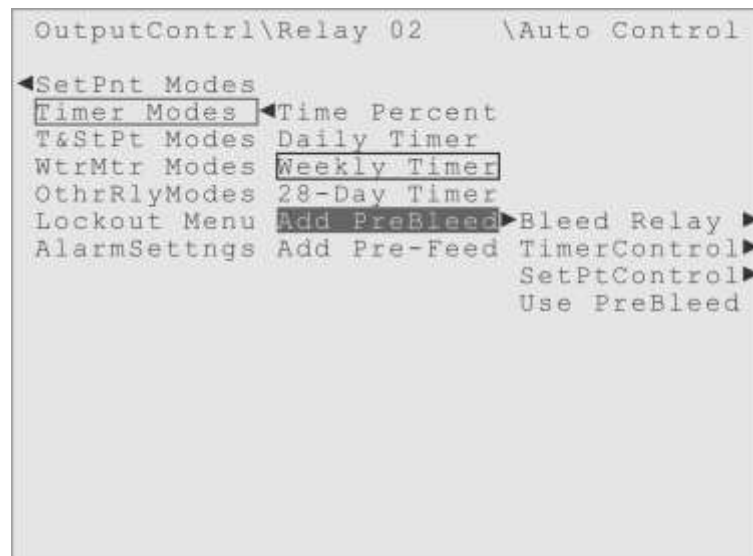 OutputContrl\Relay 02 \Auto Control
SetPnt Modes
Timer Modes Time Percent
T&StPt Modes Daily Timer
WtrMtr Modes Weekly Timer
OthrRlyModes 28-Day Timer
Lockout Menu Add PreBleed Bleed Relay
AlarmSettngs Add Pre-Feed TimerControl
SetPtControl
Use PreBleed